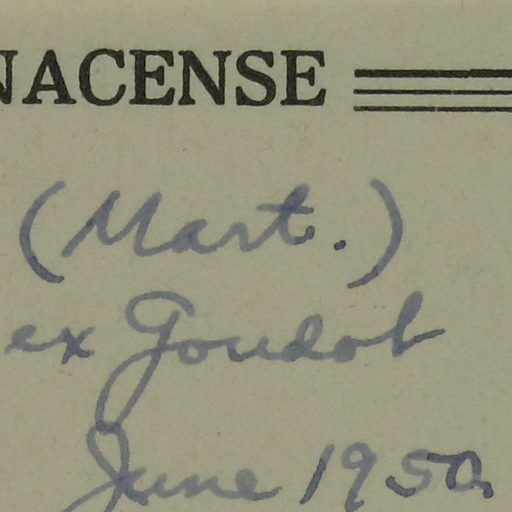 NACENSE
(Mart.)
ex Goudot
June 1950